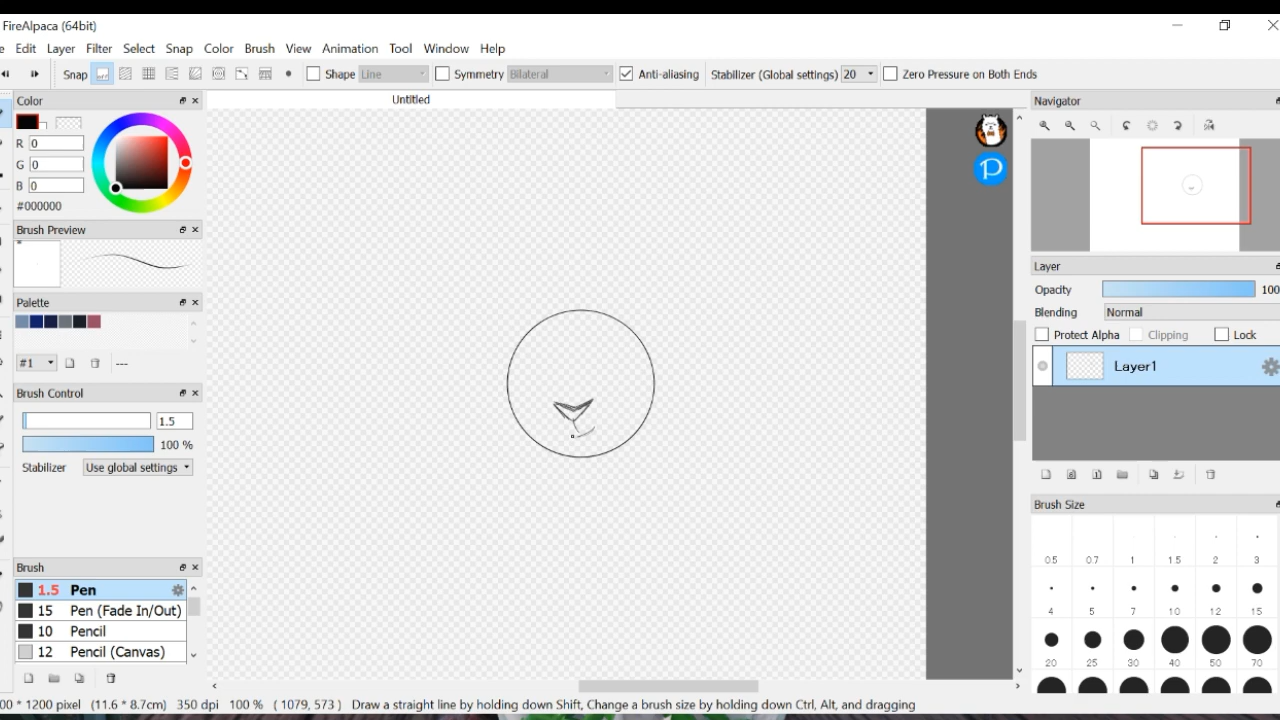 FireAlpaca (64bit)
e Edit Layer Filter Select Snap Color Brush View Animation Tool Window Help
Snap off Shape Line Symmetry Bilateral Anti-aliasing Stabilizer (Global settings) 20 Zero Pressure on Both Ends
Color
Untitled
Navigator
R 0
G 0
B 0
#000000
Brush Preview
Palette
#1 ---
Brush Control
1.5
100 %
Stabilizer Use global settings
Brush
1.5 Pen
15 Pen (Fade In/Out)
10 Pencil
12 Pencil (Canvas)
Layer
Opacity 100
Blending Normal
Protect Alpha Clipping Lock
Layer1
Brush Size
0.5 0.7 1 1.5 2 3
4 5 7 10 12 15
20 25 30 40 50 70
00 * 1200 pixel (11.6 * 8.7cm) 350 dpi 100 % ( 1079, 573 ) Draw a straight line by holding down Shift, Change a brush size by holding down Ctrl, Alt, and dragging